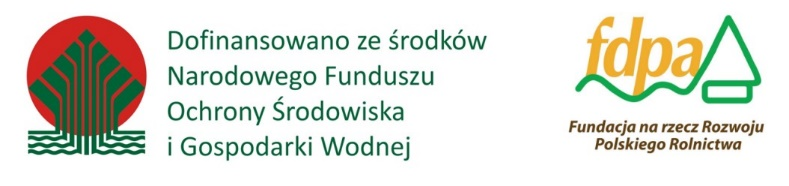 Dofinansowano ze środków
Narodowego Funduszu
Ochrony Środowiska
i Gospodarki Wodnej
fdpa
Fundacja na rzecz Rozwoju
Polskiego Rolnictwa